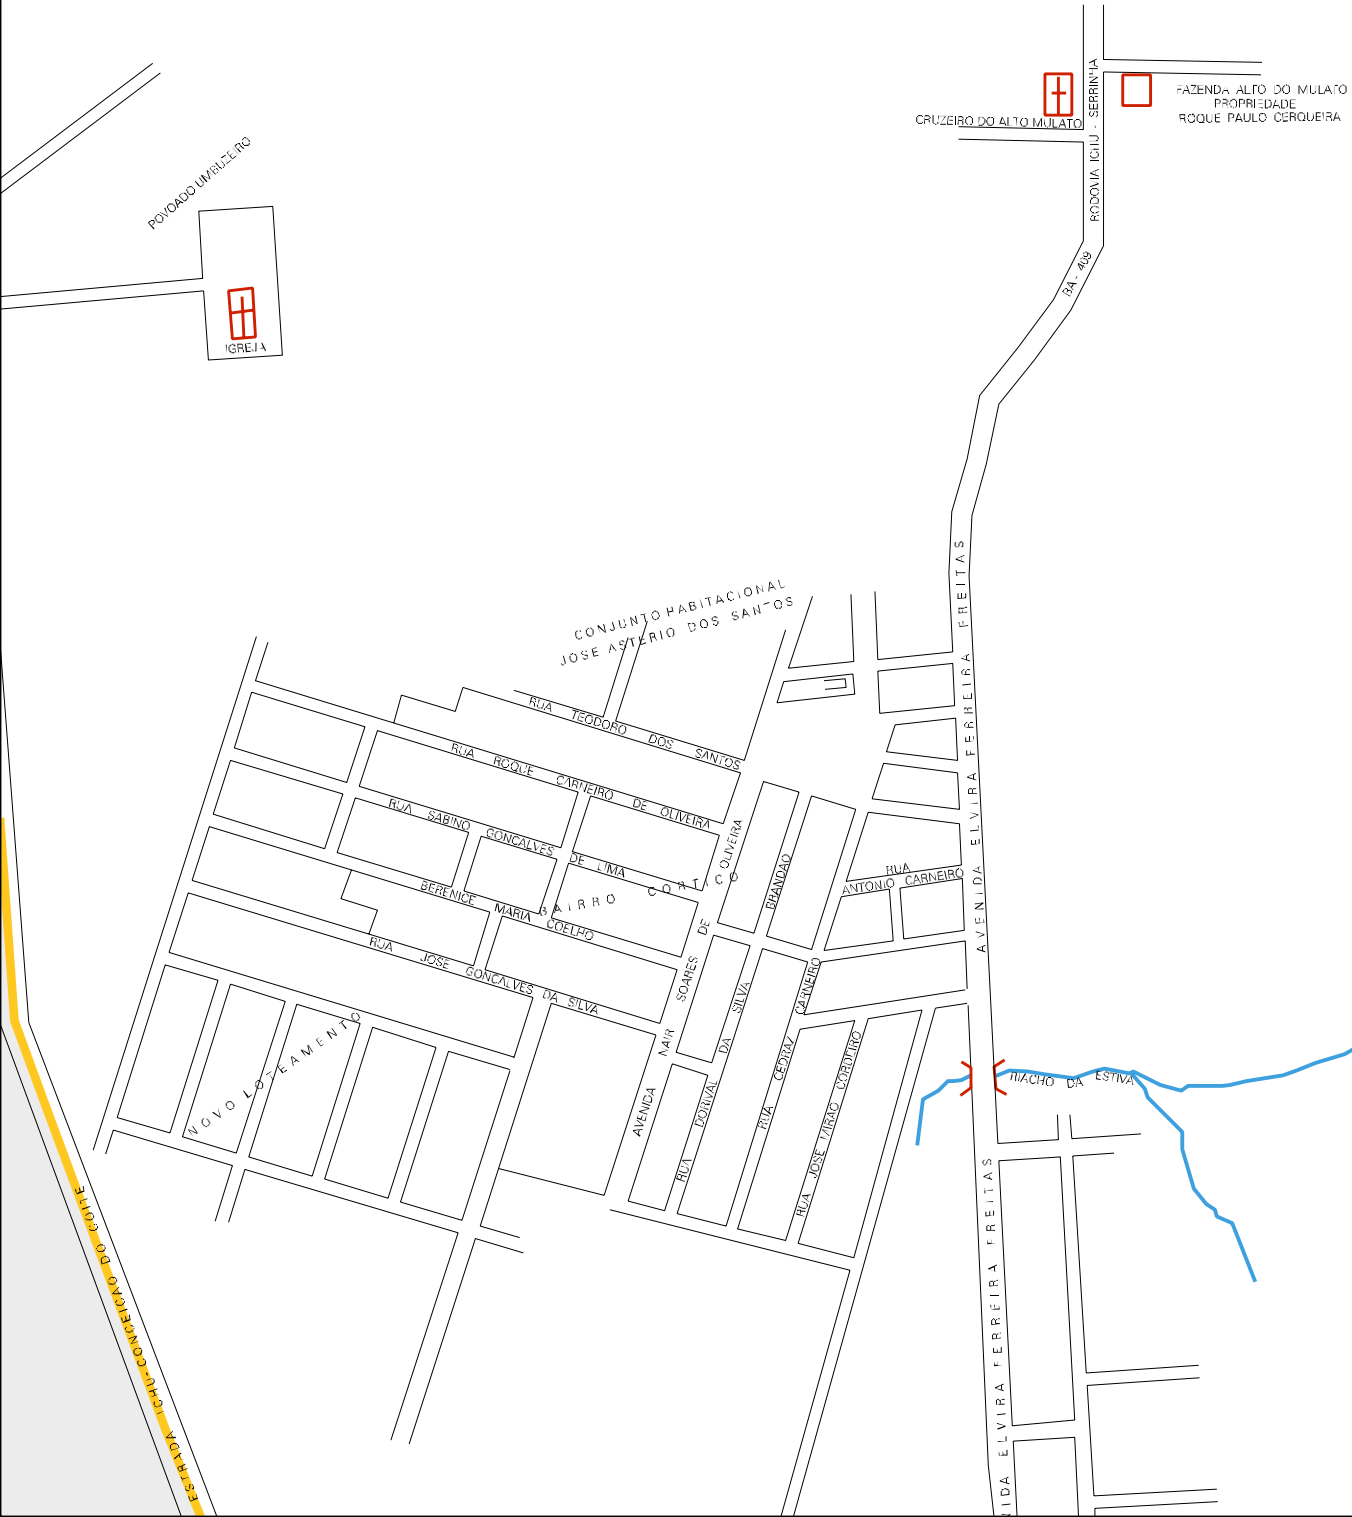 RODOVIA ICHU - SERRINHA
FAZENDA ALTO DO MULATO
PROPRIEDADE
ROQUE PAULO CERQUEIRA
CRUZEIRO DO ALTO MULATO
POVOADO UMBUZEIRO
IGREJA
BA - 409
AVENIDA ELVIRA FERREIRA FREITAS
CONJUNTO HABITACIONAL
JOSE ASTERIO DOS SANTOS
RUA TEODORO DOS SANTOS
RUA ROQUE CARNEIRO DE OLIVEIRA
RUA SABINO GONCALVES DE LIMA
BERENICE MARIA COELHO
BAIRRO CORTICO
RUA JOSE GONCALVES DA SILVA
NOVO LOTEAMENTO
AVENIDA NAIR SOARES DE OLIVEIRA
RUA DORIVAL DA SILVA BRANDAO
RUA CEDRAZ CARNEIRO
RUA JOSE MIRAO CORDEIRO
RUA
ANTONIO CARNEIRO
RIACHO DA ESTIVA
NIDA ELVIRA FERREIRA FREITAS
ESTRADA ICHU-CONCEICAO DO COITE